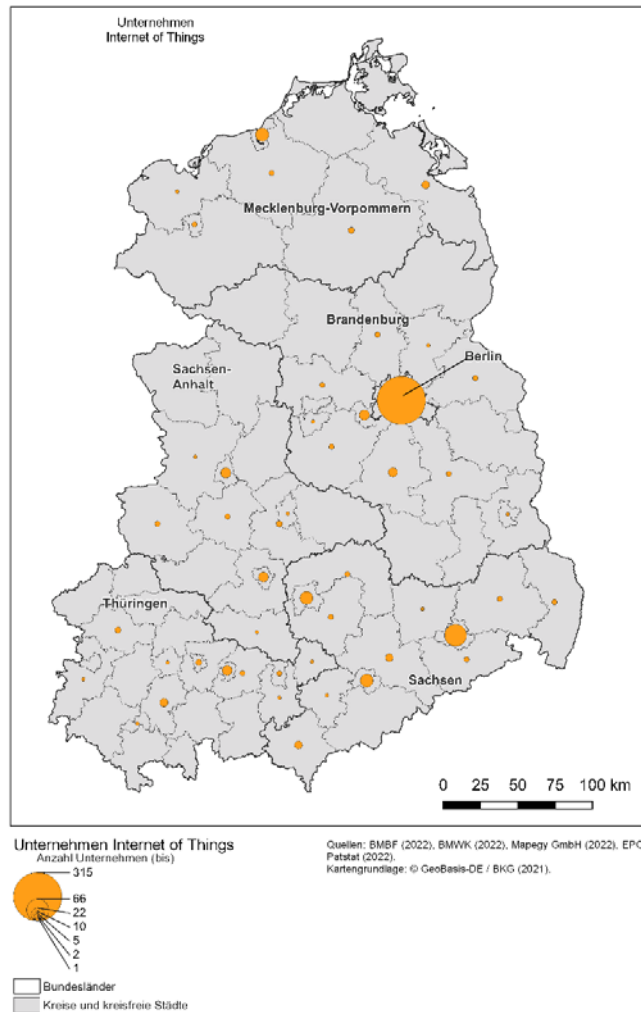 Unternehmen
Internet of Things
Mecklenburg-Vorpommern
Brandenburg
Berlin
Sachsen-
Anhalt
Thüringen
Sachsen
0 25 50 75 100 km
Unternehmen Internet of Things
Anzahl Unternehmen (bis)
315
66
22
10
5
2
1
Bundesländer
Kreise und kreisfreie Städte
Quellen: BMBF (2022), BMWK (2022), Mapegy GmbH (2022), EPO
Patstat (2022).
Kartengrundlage: © GeoBasis-DE / BKG (2021).